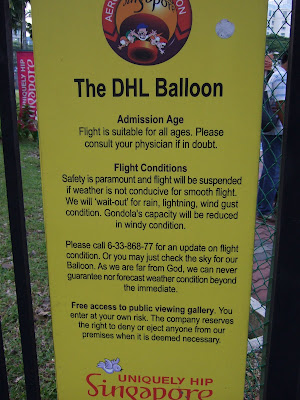 Singapore
The DHL Balloon
Admission Age
Flight is suitable for all ages. Please
consult your physician if in doubt.
Flight Conditions
Safety is paramount and flight will be suspended
if weather is not conducive for smooth flight.
We will 'wait-out' for rain, lightning, wind gust
condition. Gondola's capacity will be reduced
in windy condition.
Please call 6-33-868-77 for an update on flight
condition. Or you may check the sky for our
Balloon. As we are far from God, we can never
guarantee nor forecast weather condition beyond
the immediate.
Free access to public viewing gallery. You
enter at your own risk. The company reserves
the right to deny or eject anyone from our
premises when it is deemed necessary.
UNIQUELY HIP
Singapore
UNIQUELY HIP
Singapore